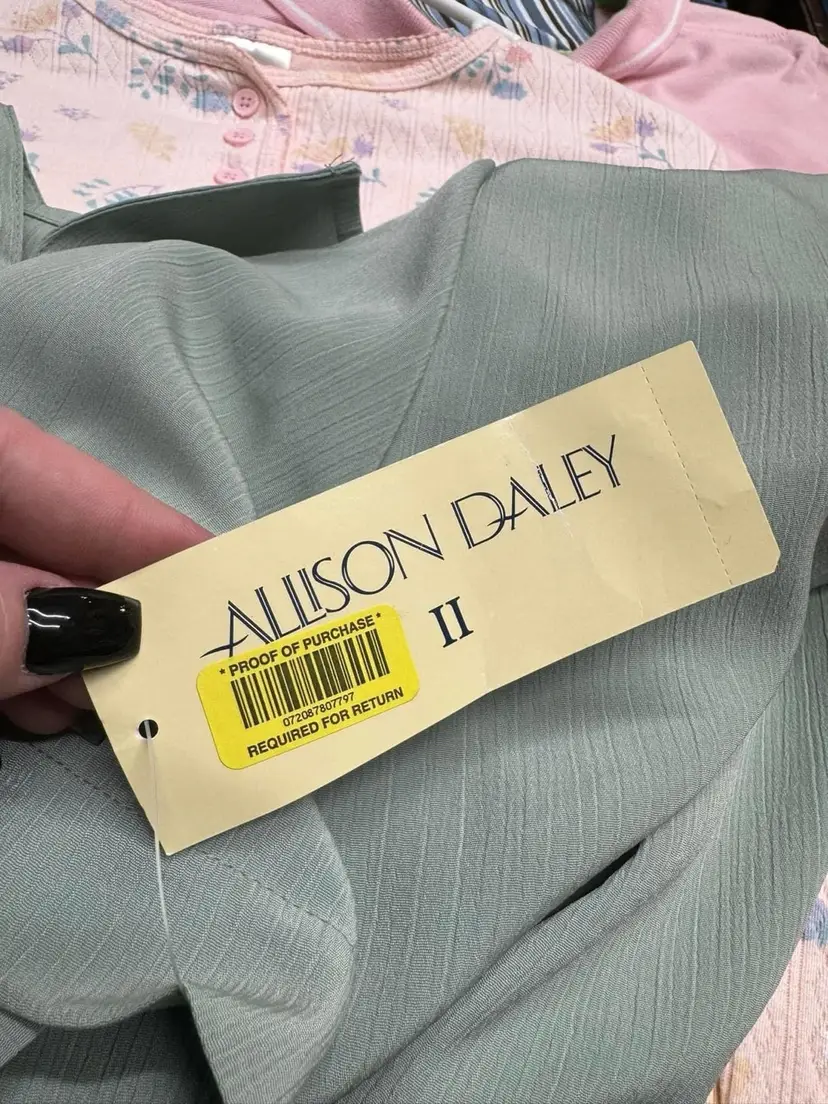 ALLISON DALEY
II
* PROOF OF PURCHASE *
072087807797
REQUIRED FOR RETURN